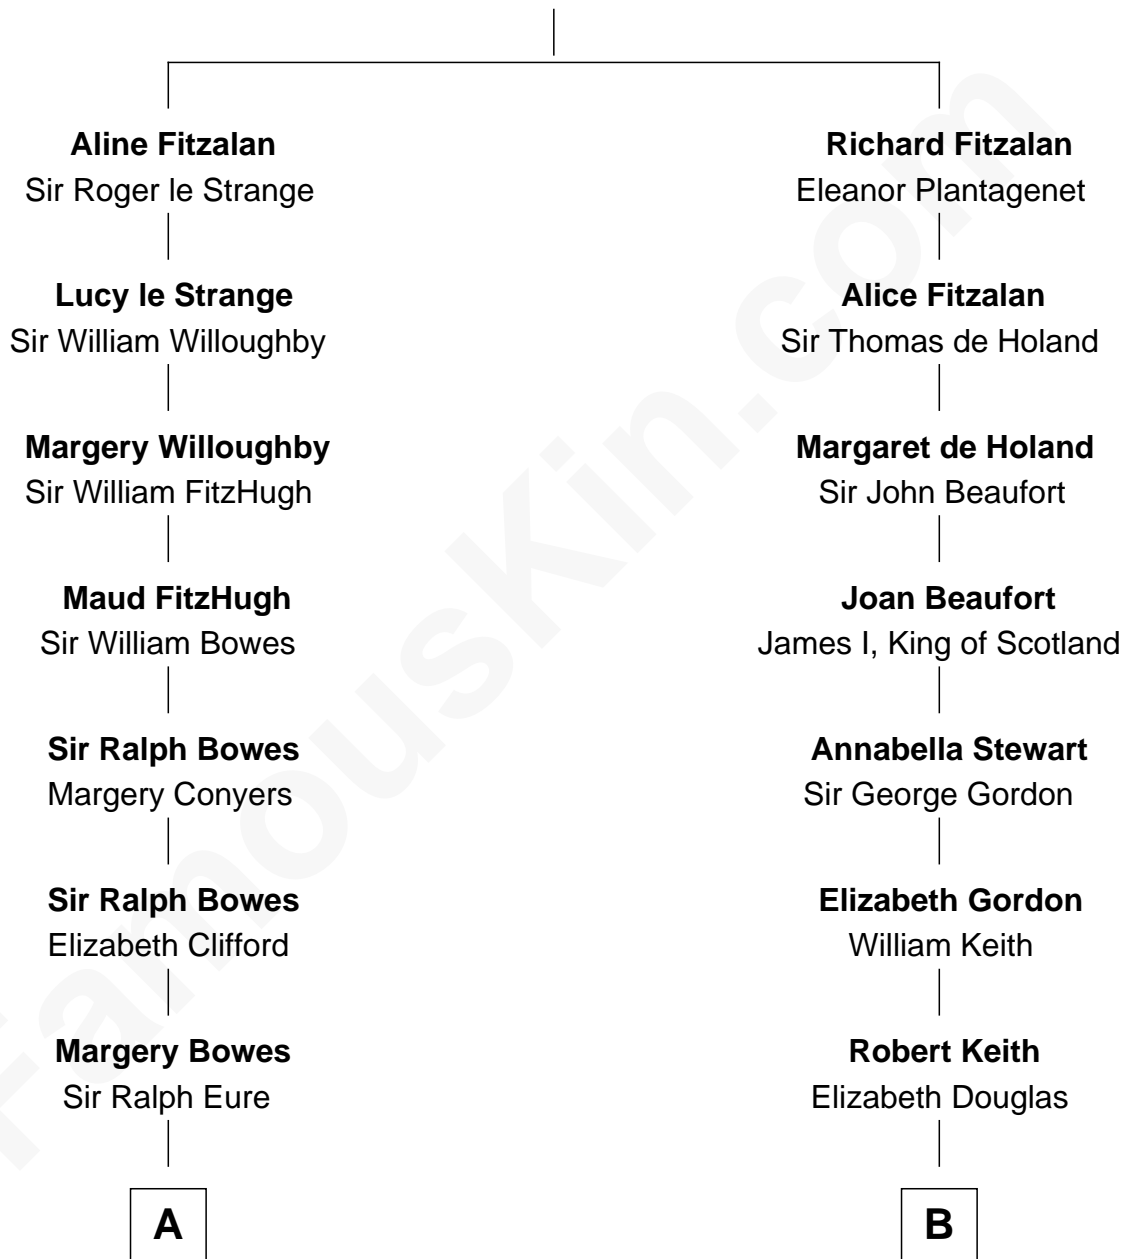 Aline Fitzalan
Sir Roger le Strange
Lucy le Strange
Sir William Willoughby
Margery Willoughby
Sir William FitzHugh
Maud FitzHugh
Sir William Bowes
Sir Ralph Bowes
Margery Conyers
Sir Ralph Bowes
Elizabeth Clifford
Margery Bowes
Sir Ralph Eure
A
Richard Fitzalan
Eleanor Plantagenet
Alice Fitzalan
Sir Thomas de Holand
Margaret de Holand
Sir John Beaufort
Joan Beaufort
James I, King of Scotland
Annabella Stewart
Sir George Gordon
Elizabeth Gordon
William Keith
Robert Keith
Elizabeth Douglas
B
FamousKin.com